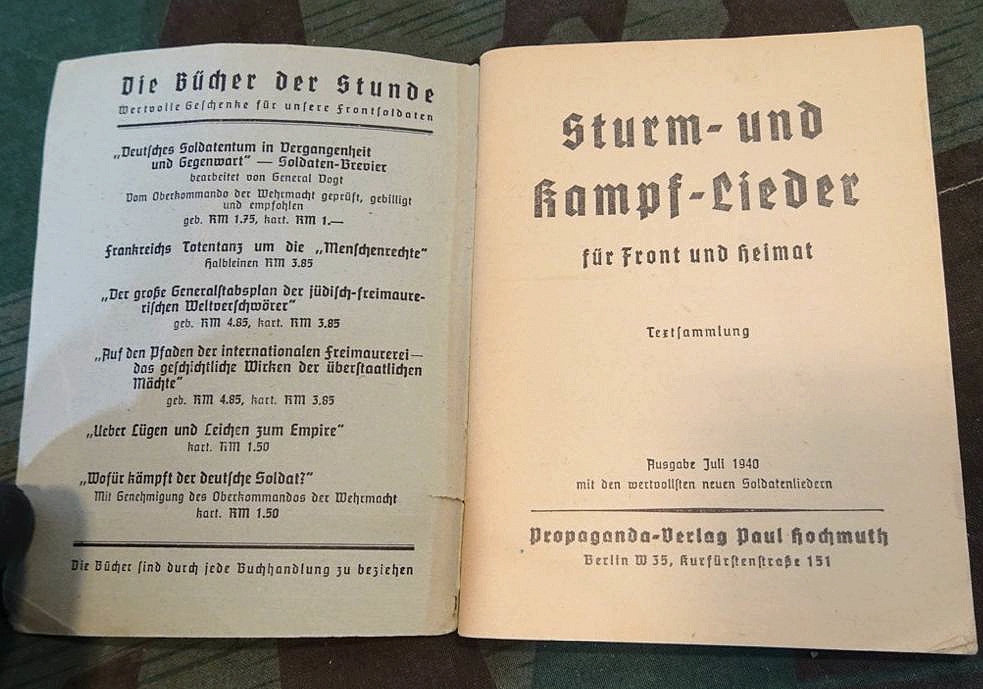 Die Bücher der Stunde
Wertvolle Geschenke für unsere Frontsoldaten
„Deutsches Soldatentum in Vergangenheit
und Gegenwart“ — Soldaten-Brevier
bearbeitet von General Vogt
Vom Oberkommando der Wehrmacht geprüft, gebilligt
und empfohlen
geb. RM 1.75, kart. RM 1.—
Frankreichs Totentanz um die „Menschenrechte“
Halbleinen RM 3.85
„Der große Generalstabsplan der jüdisch-freimaure-
rischen Weltverschwörer“
geb. RM 4.85, kart. RM 3.85
„Auf den Pfaden der internationalen Freimaurerei—
das geschichtliche Wirken der überstaatlichen
Mächte“
geb. RM 4.85, kart. RM 3.85
„Ueber Lügen und Leichen zum Empire“
kart. RM 1.50
„Wofür kämpft der deutsche Soldat?“
Mit Genehmigung des Oberkommandos der Wehrmacht
kart. RM 1.50
Die Bücher sind durch jede Buchhandlung zu beziehen
Sturm- und
Kampf-Lieder
für Front und Heimat
Textsammlung
Ausgabe Juli 1940
mit den wertvollsten neuen Soldatenliedern
Propaganda-Verlag Paul Hochmuth
Berlin W 35, Kurfürstenstraße 151